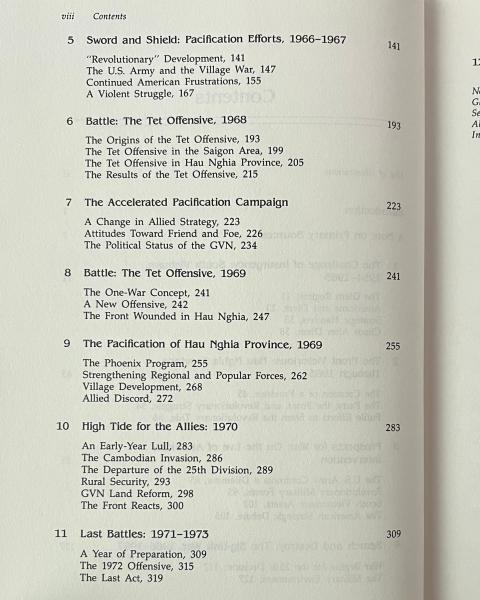 viii Contents
5 Sword and Shield: Pacification Efforts, 1966–1967 141
"Revolutionary" Development, 141
The U.S. Army and the Village War, 147
Continued American Frustrations, 155
A Violent Struggle, 167
6 Battle: The Tet Offensive, 1968 193
The Origins of the Tet Offensive, 193
The Tet Offensive in the Saigon Area, 199
The Tet Offensive in Hau Nghia Province, 205
The Results of the Tet Offensive, 215
7 The Accelerated Pacification Campaign 223
A Change in Allied Strategy, 223
Attitudes Toward Friend and Foe, 226
The Political Status of the GVN, 234
8 Battle: The Tet Offensive, 1969 241
The One-War Concept, 241
A New Offensive, 242
The Front Wounded in Hau Nghia, 247
9 The Pacification of Hau Nghia Province, 1969 255
The Phoenix Program, 255
Strengthening Regional and Popular Forces, 262
Village Development, 268
Allied Discord, 272
10 High Tide for the Allies: 1970 283
An Early-Year Lull, 283
The Cambodian Invasion, 286
The Departure of the 25th Division, 289
Rural Security, 293
GVN Land Reform, 298
The Front Reacts, 300
11 Last Battles: 1971–1973 309
A Year of Preparation, 309
The 1972 Offensive, 315
The Last Act, 319